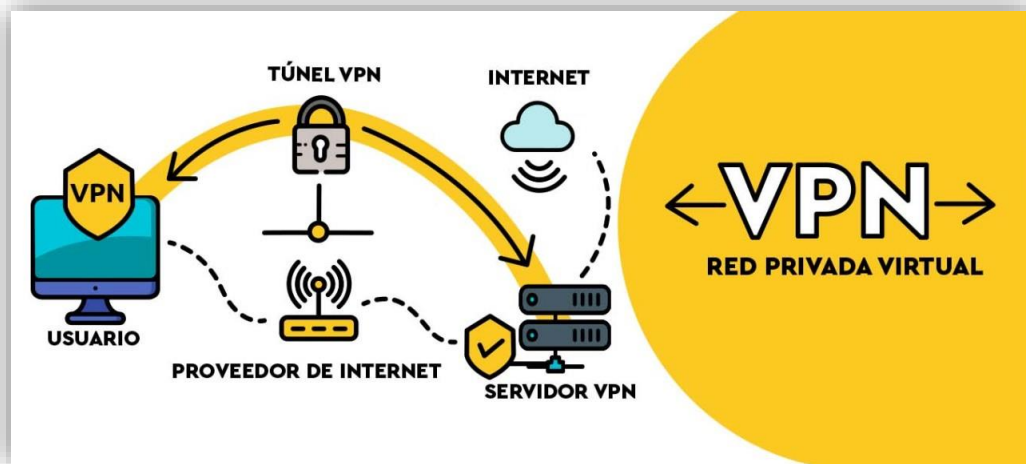 TÚNEL VPN
INTERNET
VPN
USUARIO
PROVEEDOR DE INTERNET
SERVIDOR VPN
VPN
RED PRIVADA VIRTUAL